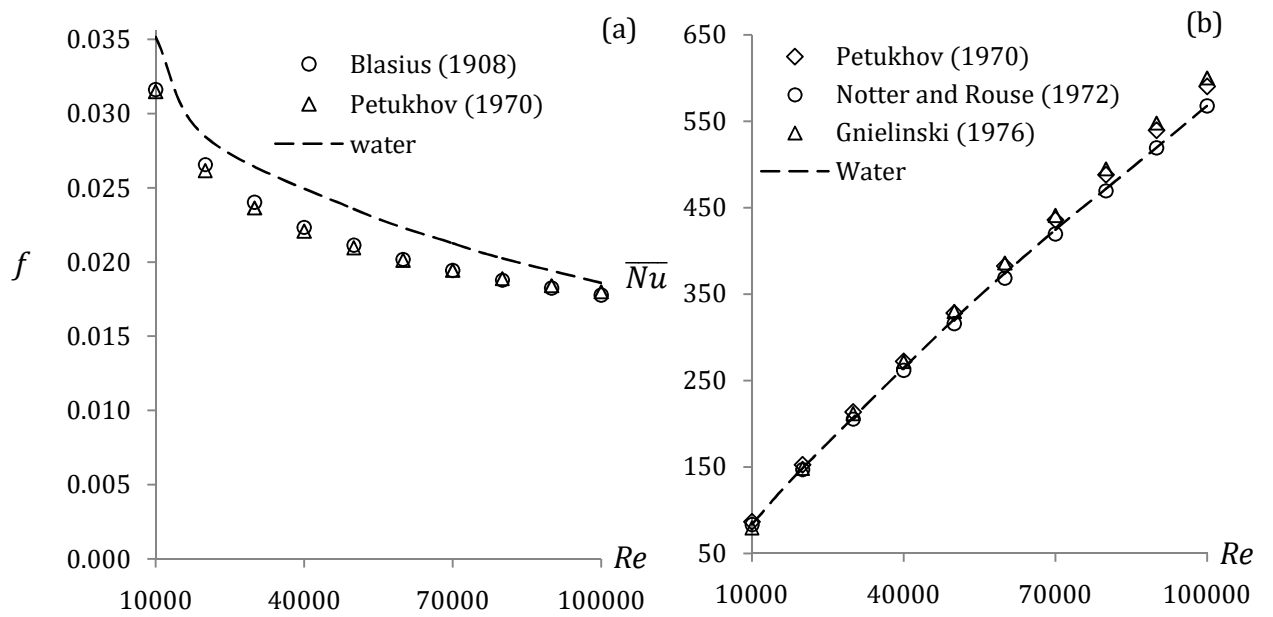 (a)
0.035
0.030
0.025
0.020
0.015
0.010
0.005
0.000
f
Blasius (1908)
Petukhov (1970)
water
Re
10000
40000
70000
100000
(b)
650
550
450
350
250
150
50
Nu
Petukhov (1970)
Notter and Rouse (1972)
Gnielinski (1976)
Water
Re
10000
40000
70000
100000